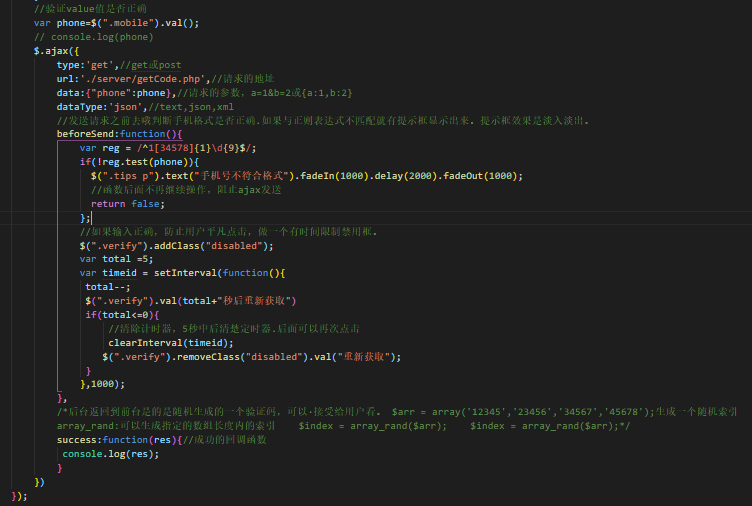 //验证value值是否正确
var phone=$(".mobile").val();
// console.log(phone)
$.ajax({
type:'get',//get或post
url:'./server/getCode.php',//请求的地址
data:{"phone":phone},//请求的参数，a=1&b=2或{a:1,b:2}
dataType:'json',//text,json,xml
//发送请求之前去哦判断手机格式是否正确.如果与正则表达式不匹配就有提示框显示出来. 提示框效果是淡入淡出.
beforeSend:function(){
var reg = /^1[34578]{1}\d{9}$/;
if(!reg.test(phone)){
$(".tips p").text("手机号不符合格式").fadeIn(1000).delay(2000).fadeOut(1000);
//函数后面不再继续操作，阻止ajax发送
return false;
};
//如果输入正确，防止用户平凡点击，做一个有时间限制禁用框.
$(".verify").addClass("disabled");
var total =5;
var timeid = setInterval(function(){
total--;
$(".verify").val(total+"秒后重新获取")
if(total<=0){
//清除计时器，5秒中后清楚定时器.后面可以再次点击
clearInterval(timeid);
$(".verify").removeClass("disabled").val("重新获取");
}
},1000);
},
/*后台返回到前台是的是随机生成的一个验证码，可以·接受给用户看.  $arr = array('12345','23456','34567','45678');生成一个随机索引
array_rand:可以生成指定的数组长度内的索引    $index = array_rand($arr);    $index = array_rand($arr);*/
success:function(res){//成功的回调函数
console.log(res);
}
})
});